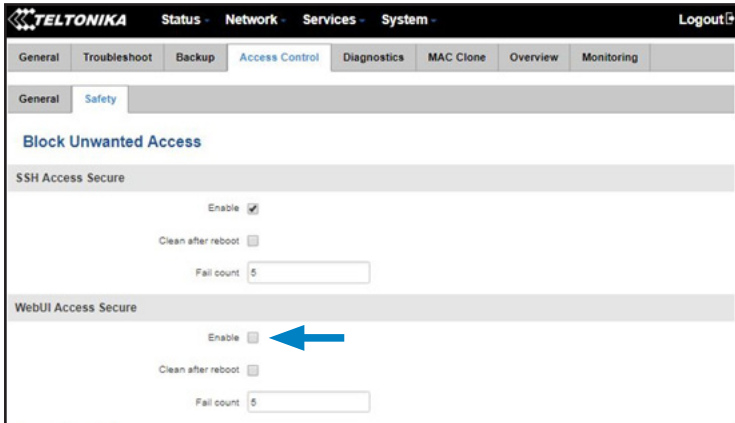 TELTONIKA Status Network Services System Logout
General Troubleshoot Backup Access Control Diagnostics MAC Clone Overview Monitoring
General Safety
Block Unwanted Access
SSH Access Secure
Enable
Clean after reboot
Fail count 5
WebUI Access Secure
Enable
Clean after reboot
Fail count 5